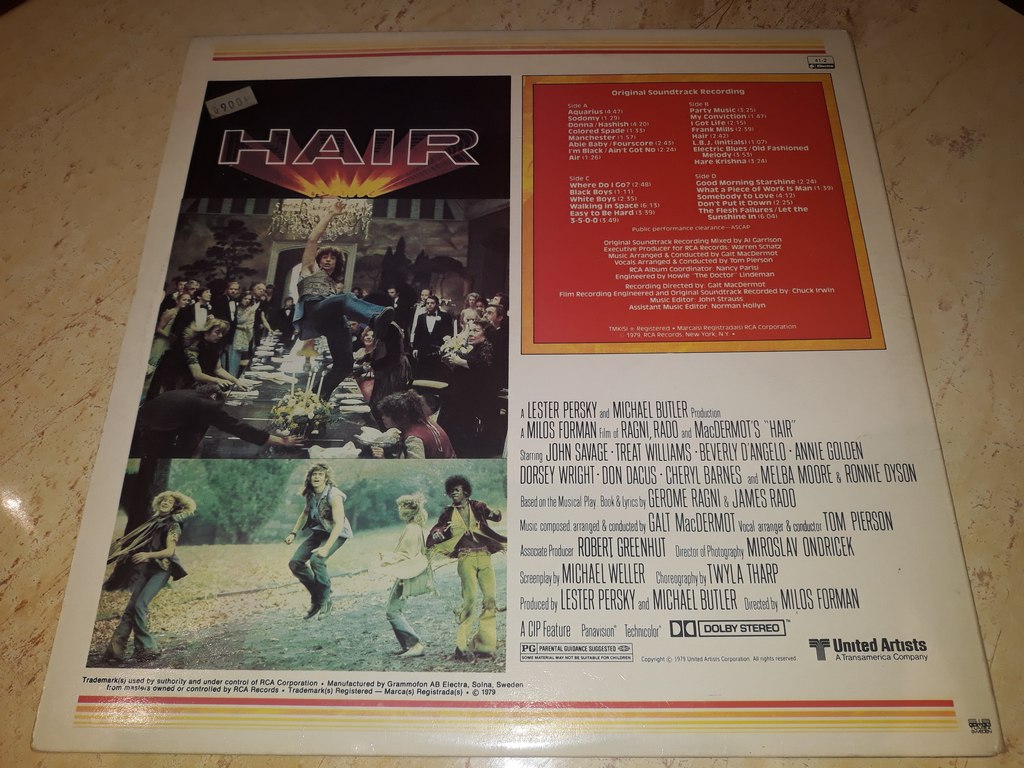 41-2
9.00
HAIR
Original Soundtrack Recording
Side A
Aquarius (4:47)
Sodomy (1:29)
Donna/Hashish (4:20)
Colored Spade (1:33)
Manchester (1:57)
Abie Baby/Fourscore (2:43)
I'm Black/Ain't Got No (2:24)
Air (1:26)
Side B
Party Music (3:25)
My Conviction (1:47)
I Got Life (2:15)
Frank Mills (2:39)
Hair (2:42)
L.B.J. (Initials) (1:07)
Electric Blues/Old Fashioned
Melody (3:53)
Hare Krishna (3:24)
Side C
Where Do I Go? (2:48)
Black Boys (1:11)
White Boys (2:35)
Walking in Space (6:13)
Easy to Be Hard (3:39)
3-5-0-0 (3:49)
Side D
Good Morning Starshine (2:24)
What a Piece of Work Is Man (1:39)
Somebody to Love (4:12)
Don't Put It Down (2:25)
The Flesh Failures/Let the
Sunshine In (6:04)
Public performance clearance—ASCAP
Original Soundtrack Recording Mixed by Al Garrison
Executive Producer for RCA Records: Warren Schatz
Music Arranged & Conducted by Galt MacDermot
Vocals Arranged & Conducted by Tom Pierson
RCA Album Coordinator: Nancy Parisi
Engineered by Howie "The Doctor" Lindeman
Recording Directed by: Galt MacDermot
Film Recording Engineered and Original Soundtrack Recorded by: Chuck Irwin
Music Editor: John Strauss
Assistant Music Editor: Norman Hollyn
TMK(S) ® Registered • Marca(s) Registrada(s) RCA Corporation
© 1979, RCA Records, New York, N.Y. •
A LESTER PERSKY and MICHAEL BUTLER Production
A MILOS FORMAN Film of RAGNI, RADO and MacDERMOT'S "HAIR"
Starring JOHN SAVAGE · TREAT WILLIAMS · BEVERLY D'ANGELO · ANNIE GOLDEN
DORSEY WRIGHT · DON DACUS · CHERYL BARNES and MELBA MOORE & RONNIE DYSON
Based on the Musical Play. Book & lyrics by GEROME RAGNI & JAMES RADO
Music composed, arranged & conducted by GALT MacDERMOT Vocal arranger & conductor TOM PIERSON
Associate Producer ROBERT GREENHUT Director of Photography MIROSLAV ONDRICEK
Screenplay by MICHAEL WELLER Choreography by TWYLA THARP
Produced by LESTER PERSKY and MICHAEL BUTLER Directed by MILOS FORMAN
A CIP Feature Panavision® Technicolor® DOLBY STEREO™
PG PARENTAL GUIDANCE SUGGESTED
SOME MATERIAL MAY NOT BE SUITABLE FOR CHILDREN
Copyright © 1979 United Artists Corporation. All rights reserved.
United Artists
A Transamerica Company
Trademark(s) used by authority and under control of RCA Corporation • Manufactured by Grammofon AB Electra, Solna, Sweden
from masters owned or controlled by RCA Records • Trademark(s) Registered — Marca(s) Registrada(s) • © 1979